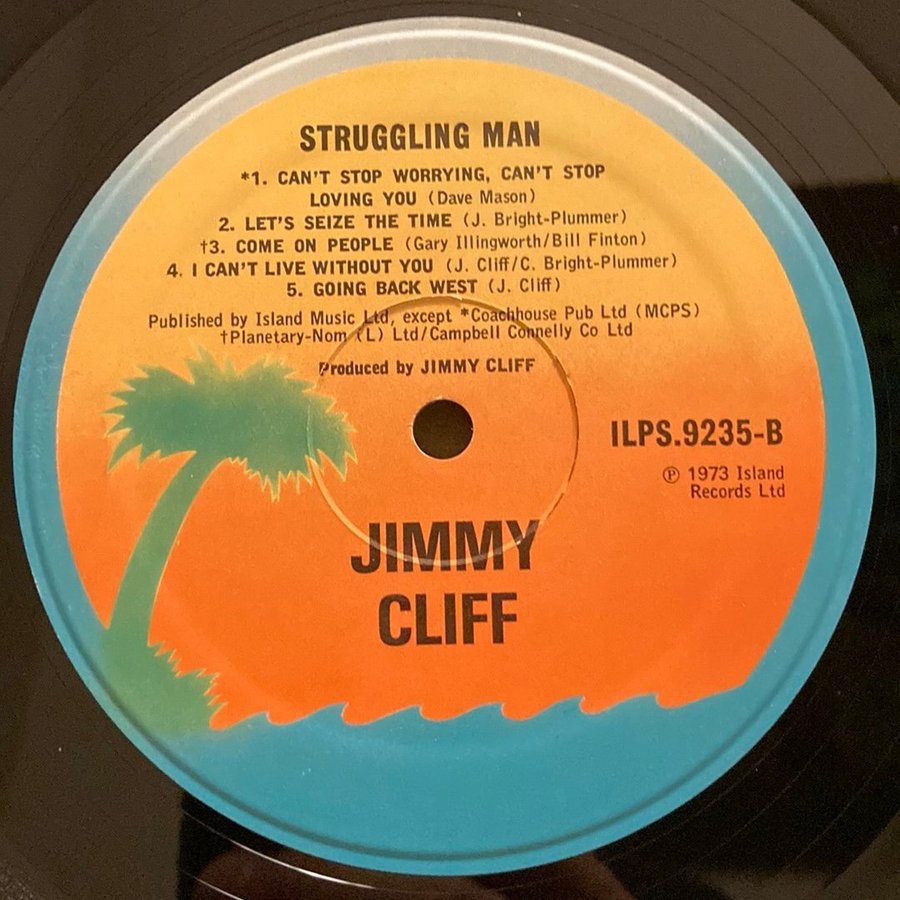 STRUGGLING MAN
*1. CAN'T STOP WORRYING, CAN'T STOP
LOVING YOU (Dave Mason)
2. LET'S SEIZE THE TIME (J. Bright-Plummer)
†3. COME ON PEOPLE (Gary Illingworth/Bill Finton)
4. I CAN'T LIVE WITHOUT YOU (J. Cliff/C. Bright-Plummer)
5. GOING BACK WEST (J. Cliff)
Published by Island Music Ltd, except *Coachhouse Pub Ltd (MCPS)
†Planetary-Nom (L) Ltd/Campbell Connelly Co Ltd
Produced by JIMMY CLIFF
ILPS.9235-B
℗ 1973 Island
Records Ltd
JIMMY
CLIFF